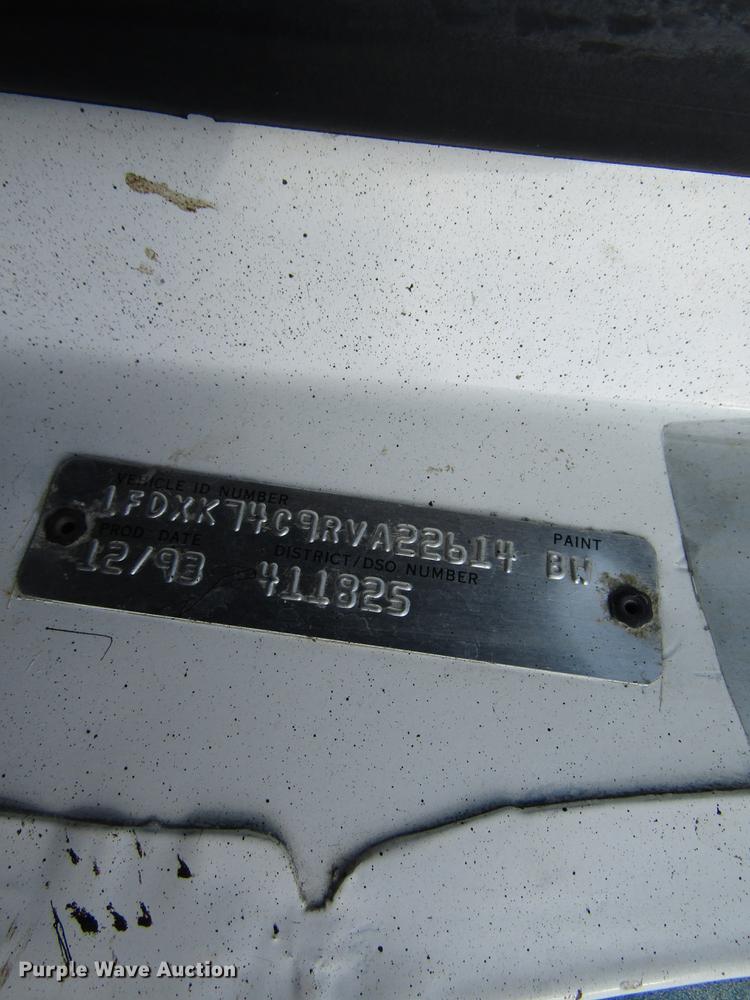 VEHICLE ID NUMBER
1FDXK74C9RVA22614
PAINT
BW
PROD DATE
12/93
DISTRICT/DSO NUMBER
411825
Purple Wave Auction